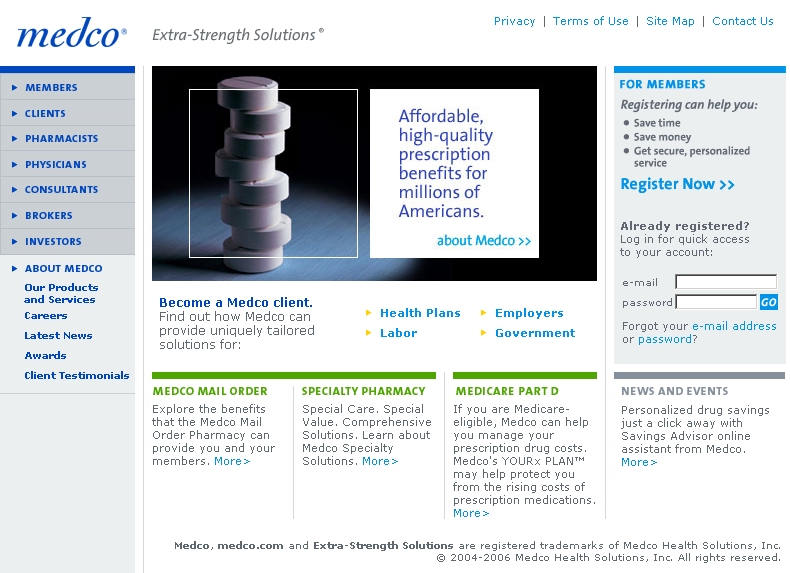 Privacy | Terms of Use | Site Map | Contact Us
medco® Extra-Strength Solutions®
MEMBERS
CLIENTS
PHARMACISTS
PHYSICIANS
CONSULTANTS
BROKERS
INVESTORS
ABOUT MEDCO
Our Products
and Services
Careers
Latest News
Awards
Client Testimonials
Affordable,
high-quality
prescription
benefits for
millions of
Americans.
about Medco >>
FOR MEMBERS
Registering can help you:
Save time
Save money
Get secure, personalized
service
Register Now >>
Already registered?
Log in for quick access
to your account:
e-mail
password GO
Forgot your e-mail address
or password?
Become a Medco client.
Find out how Medco can
provide uniquely tailored
solutions for:
Health Plans
Employers
Labor
Government
MEDCO MAIL ORDER
Explore the benefits
that the Medco Mail
Order Pharmacy can
provide you and your
members. More>
SPECIALTY PHARMACY
Special Care. Special
Value. Comprehensive
Solutions. Learn about
Medco Specialty
Solutions. More>
MEDICARE PART D
If you are Medicare-
eligible, Medco can help
you manage your
prescription drug costs.
Medco's YOURx PLAN™
may help protect you
from the rising costs of
prescription medications.
More>
NEWS AND EVENTS
Personalized drug savings
just a click away with
Savings Advisor online
assistant from Medco.
More>
Medco, medco.com and Extra-Strength Solutions are registered trademarks of Medco Health Solutions, Inc.
© 2004-2006 Medco Health Solutions, Inc. All rights reserved.